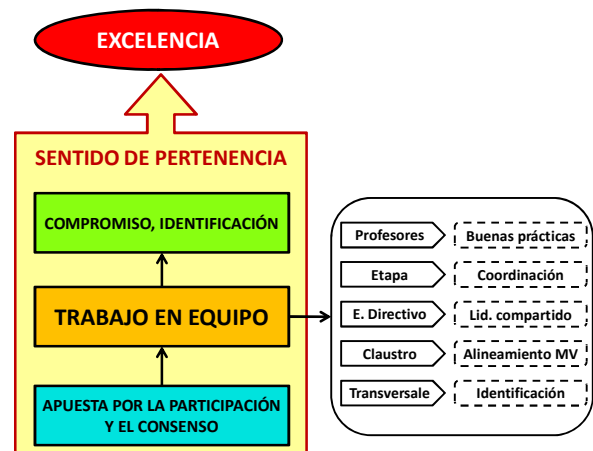 EXCELENCIA
SENTIDO DE PERTENENCIA
COMPROMISO, IDENTIFICACIÓN
TRABAJO EN EQUIPO
APUESTA POR LA PARTICIPACIÓN
Y EL CONSENSO
Profesores
Buenas prácticas
Etapa
Coordinación
E. Directivo
Lid. compartido
Claustro
Alineamiento MV
Transversale
Identificación